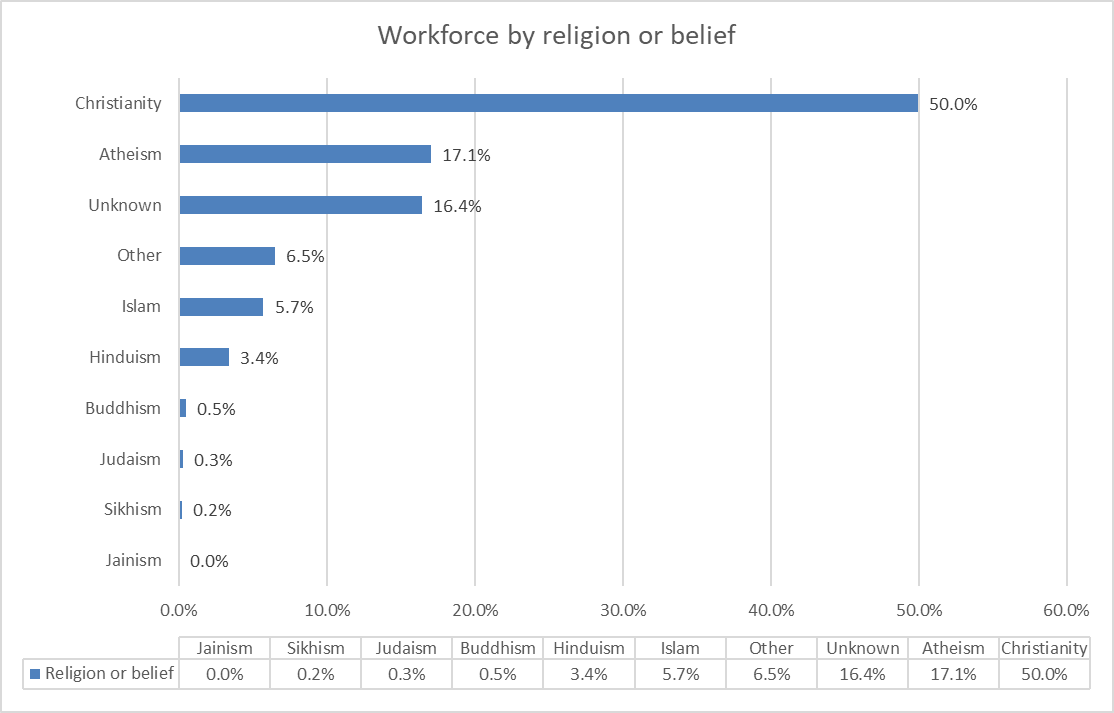 Workforce by religion or belief
Christianity 50.0%
Atheism 17.1%
Unknown 16.4%
Other 6.5%
Islam 5.7%
Hinduism 3.4%
Buddhism 0.5%
Judaism 0.3%
Sikhism 0.2%
Jainism 0.0%
0.0% 10.0% 20.0% 30.0% 40.0% 50.0% 60.0%
Jainism Sikhism Judaism Buddhism Hinduism Islam Other Unknown Atheism Christianity
Religion or belief 0.0% 0.2% 0.3% 0.5% 3.4% 5.7% 6.5% 16.4% 17.1% 50.0%